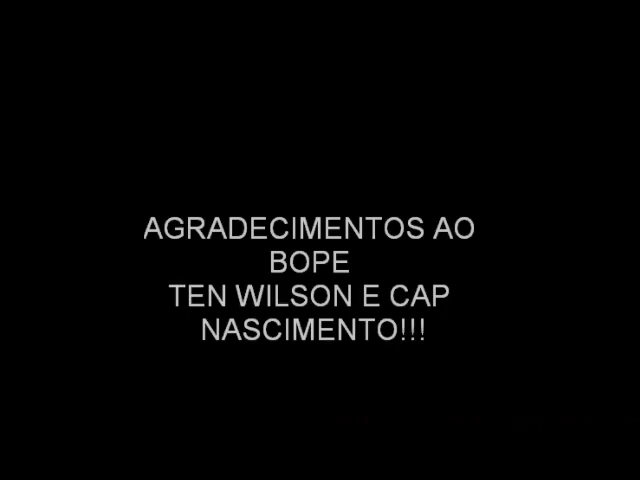 AGRADECIMENTOS AO
BOPE
TEN WILSON E CAP
NASCIMENTO!!!